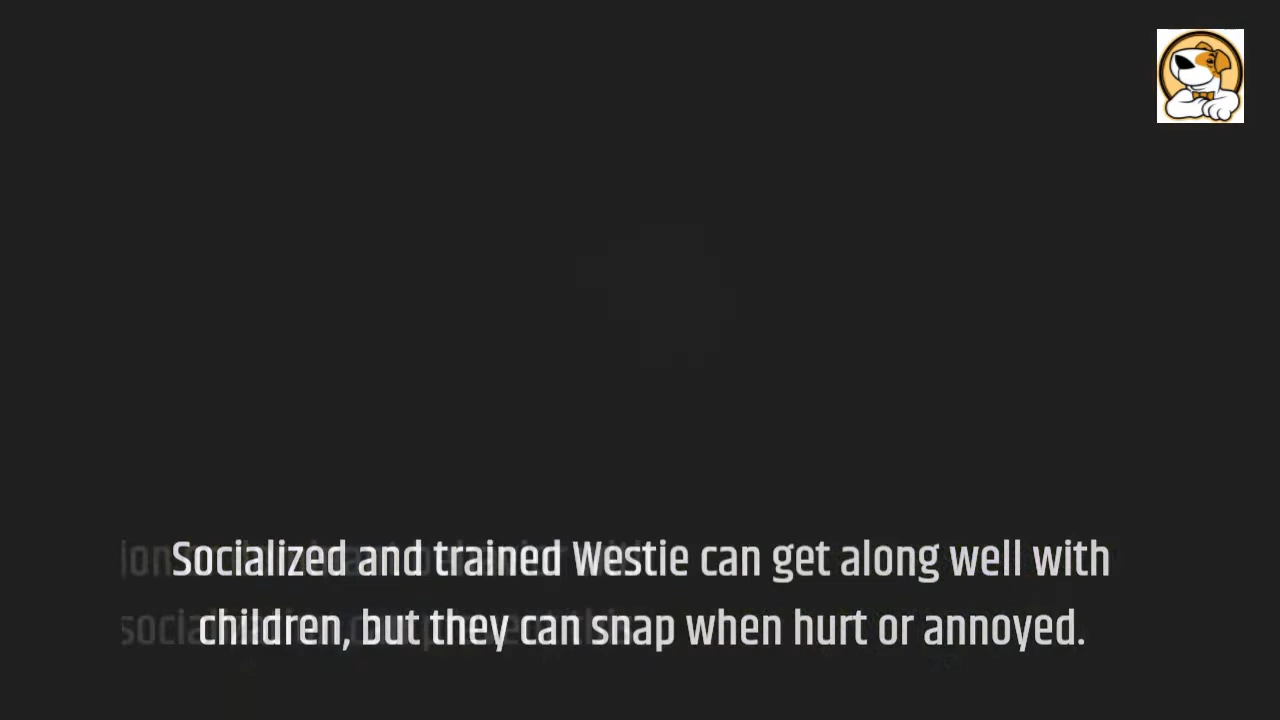 Socialized and trained Westie can get along well with
children, but they can snap when hurt or annoyed.